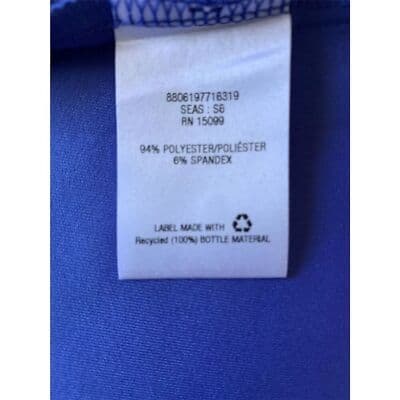 8806197716319
SEAS : S6
RN 15099
94% POLYESTER/POLIÉSTER
6% SPANDEX
LABEL MADE WITH
Recycled (100%) BOTTLE MATERIAL